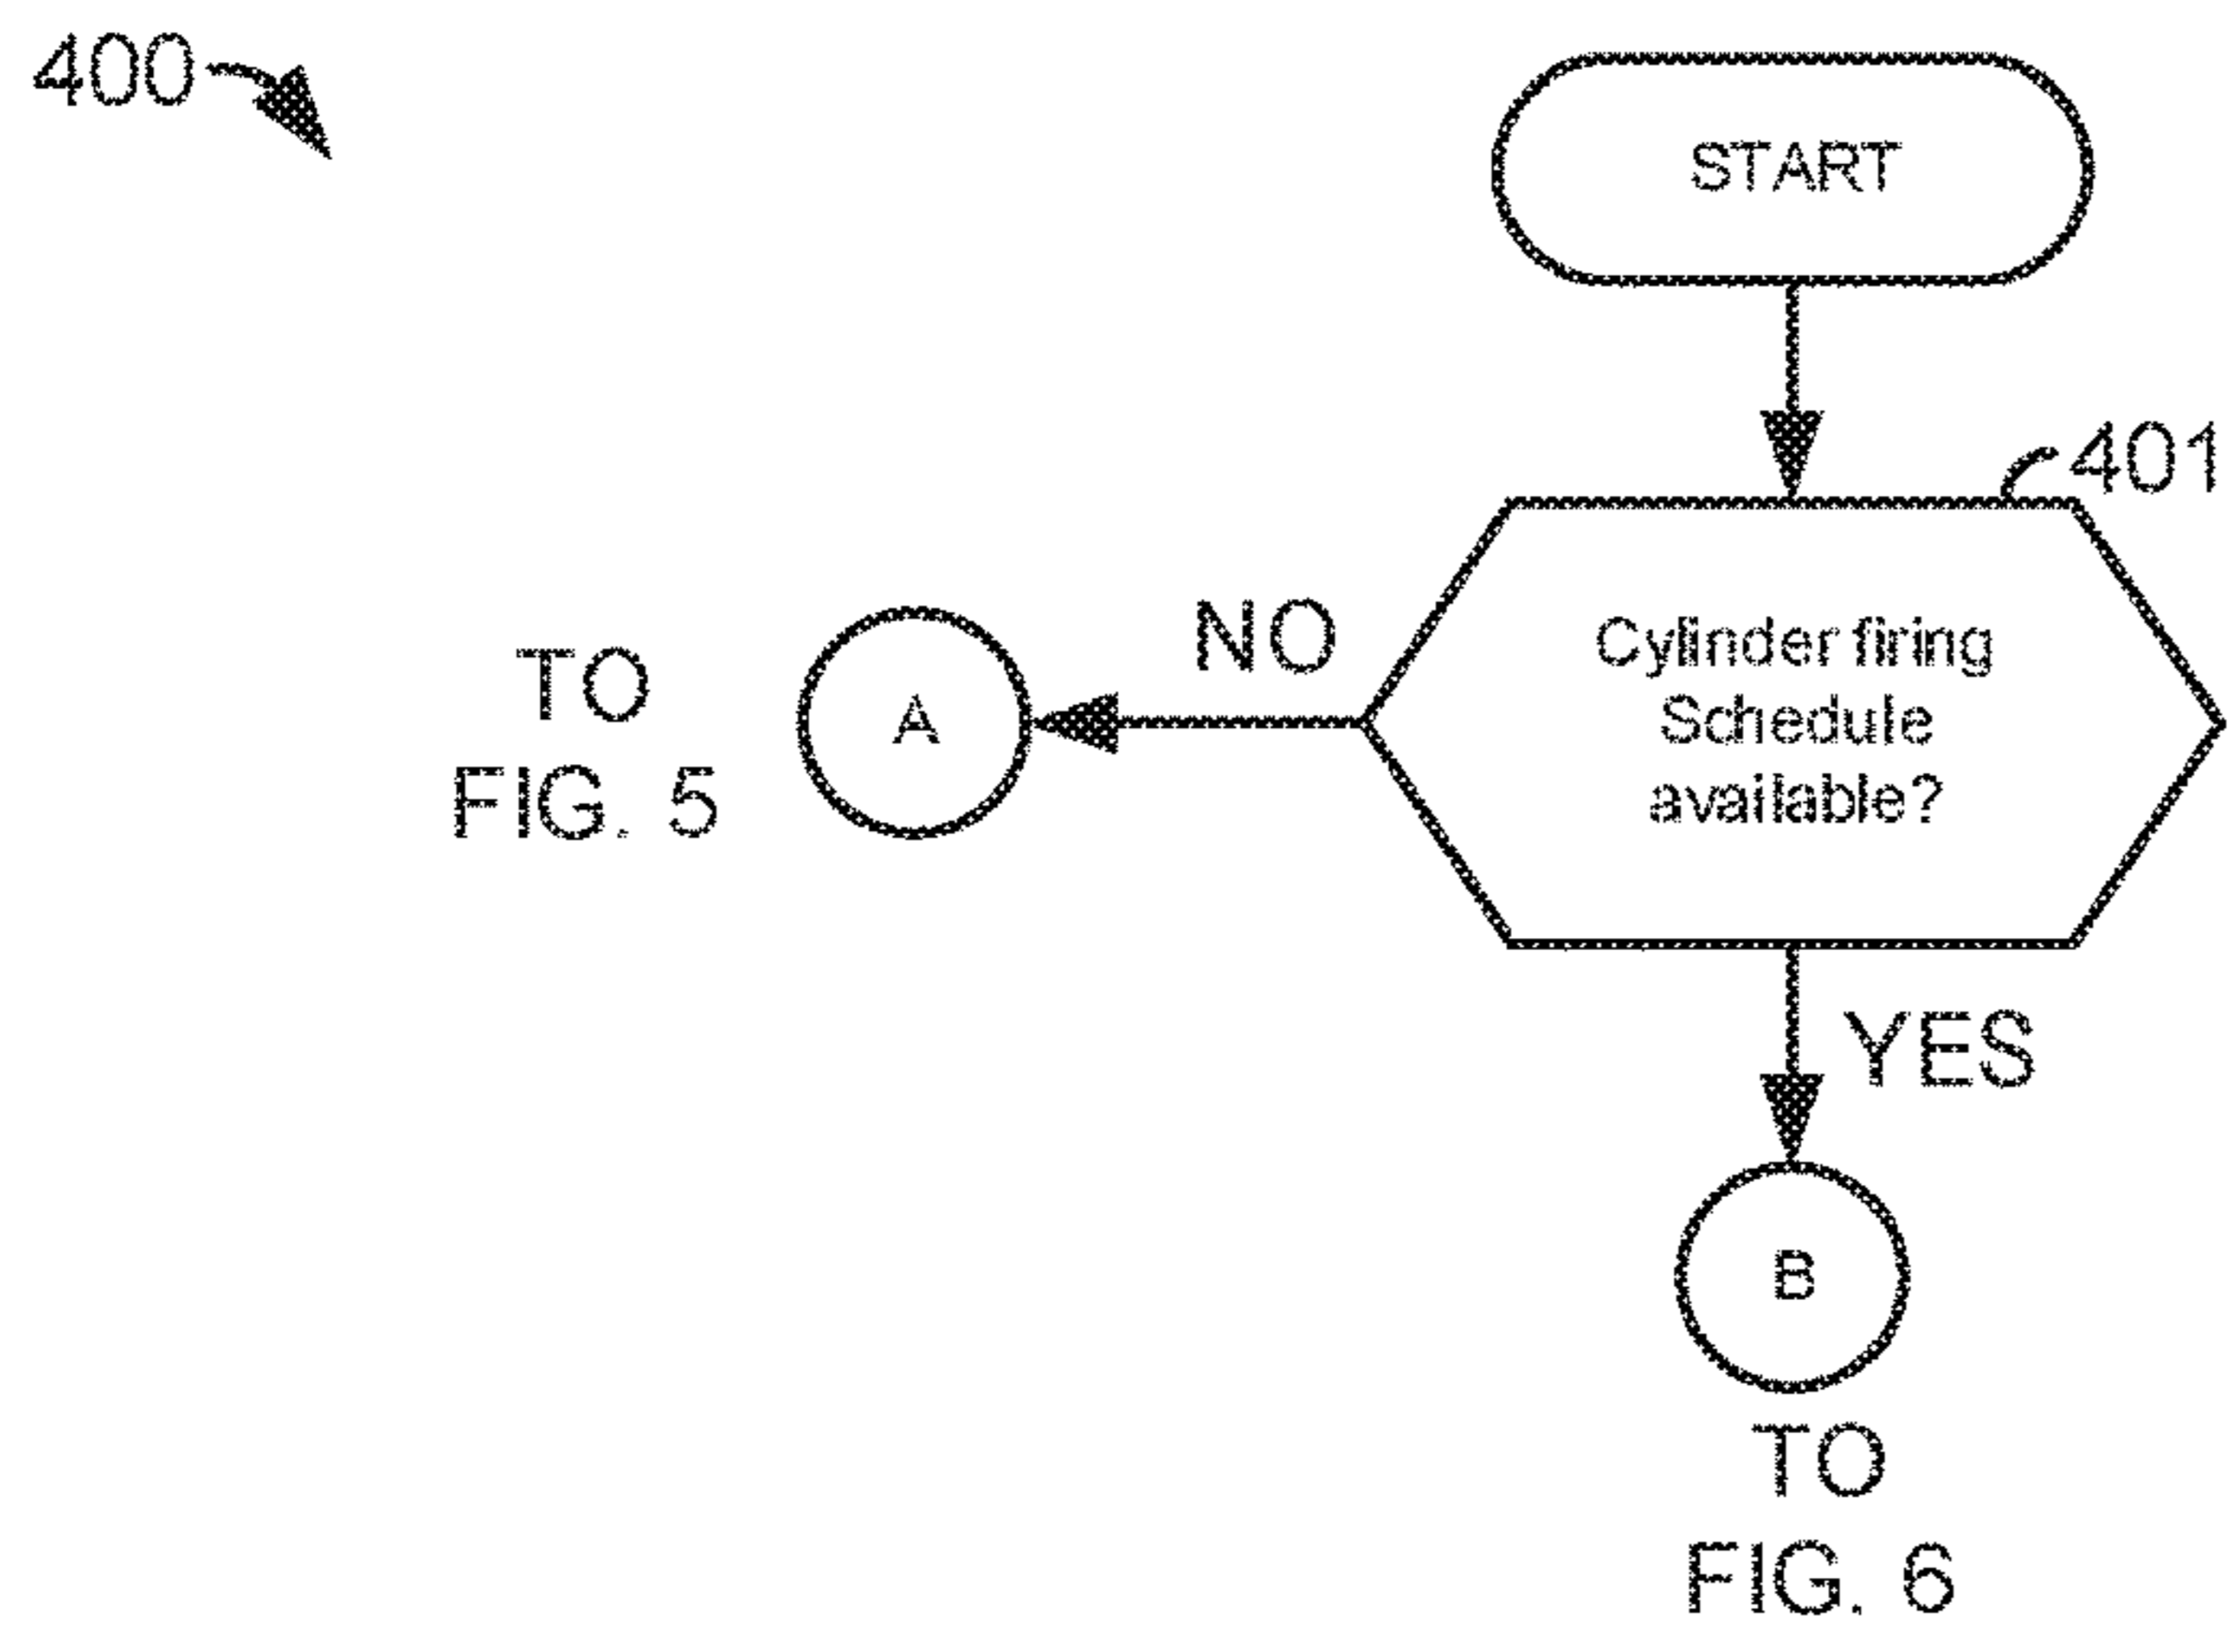 400
START
401
Cylinder firing
Schedule
available?
NO
A
TO
FIG. 5
YES
B
TO
FIG. 6